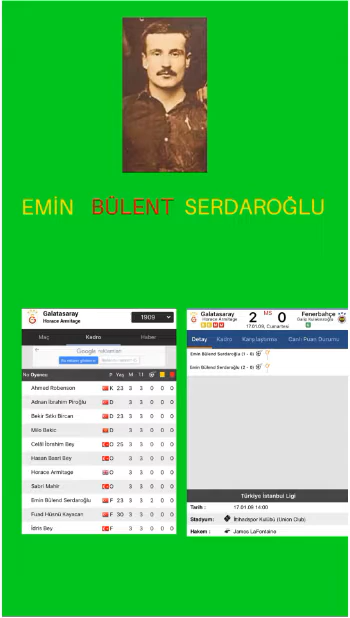 EMİN BÜLENT SERDAROĞLU
Galatasaray
Horace Armitage
1909
Maç Kadro Haber
Google
No Oyuncu P Yaş M 11
Ahmed Robenson K 23 3 3 0 0 0
Adnan İbrahim Piroğlu D 3 3 0 0 0
Bekir Sıtkı Bircan D 23 3 3 0 0 0
Milo Bakic D 3 3 0 0 0
Celâl İbrahim Bey O 25 3 3 0 0 0
Hasan Basri Bey O 3 3 0 0 0
Horace Armitage O 3 3 0 0 0
Sabri Mahir O 3 3 0 0 0
Emin Bülend Serdaroğlu F 23 3 3 2 0 0
Fuad Hüsnü Kayacan F 30 3 3 0 0 0
İdris Bey F 3 3 0 0 0
Galatasaray
Horace Armitage
G G M M
2 MS 0
17.01.09, Cumartesi
Fenerbahçe
G
Detay Kadro Karşılaştırma Canlı Puan Durumu
Emin Bülend Serdaroğlu (1 - 0)
Emin Bülend Serdaroğlu (2 - 0)
Türkiye İstanbul Ligi
Tarih : 17.01.09 14:00
Stadyum : İttihatspor Kulübü (Union Club)
Hakem : James LaFontaine